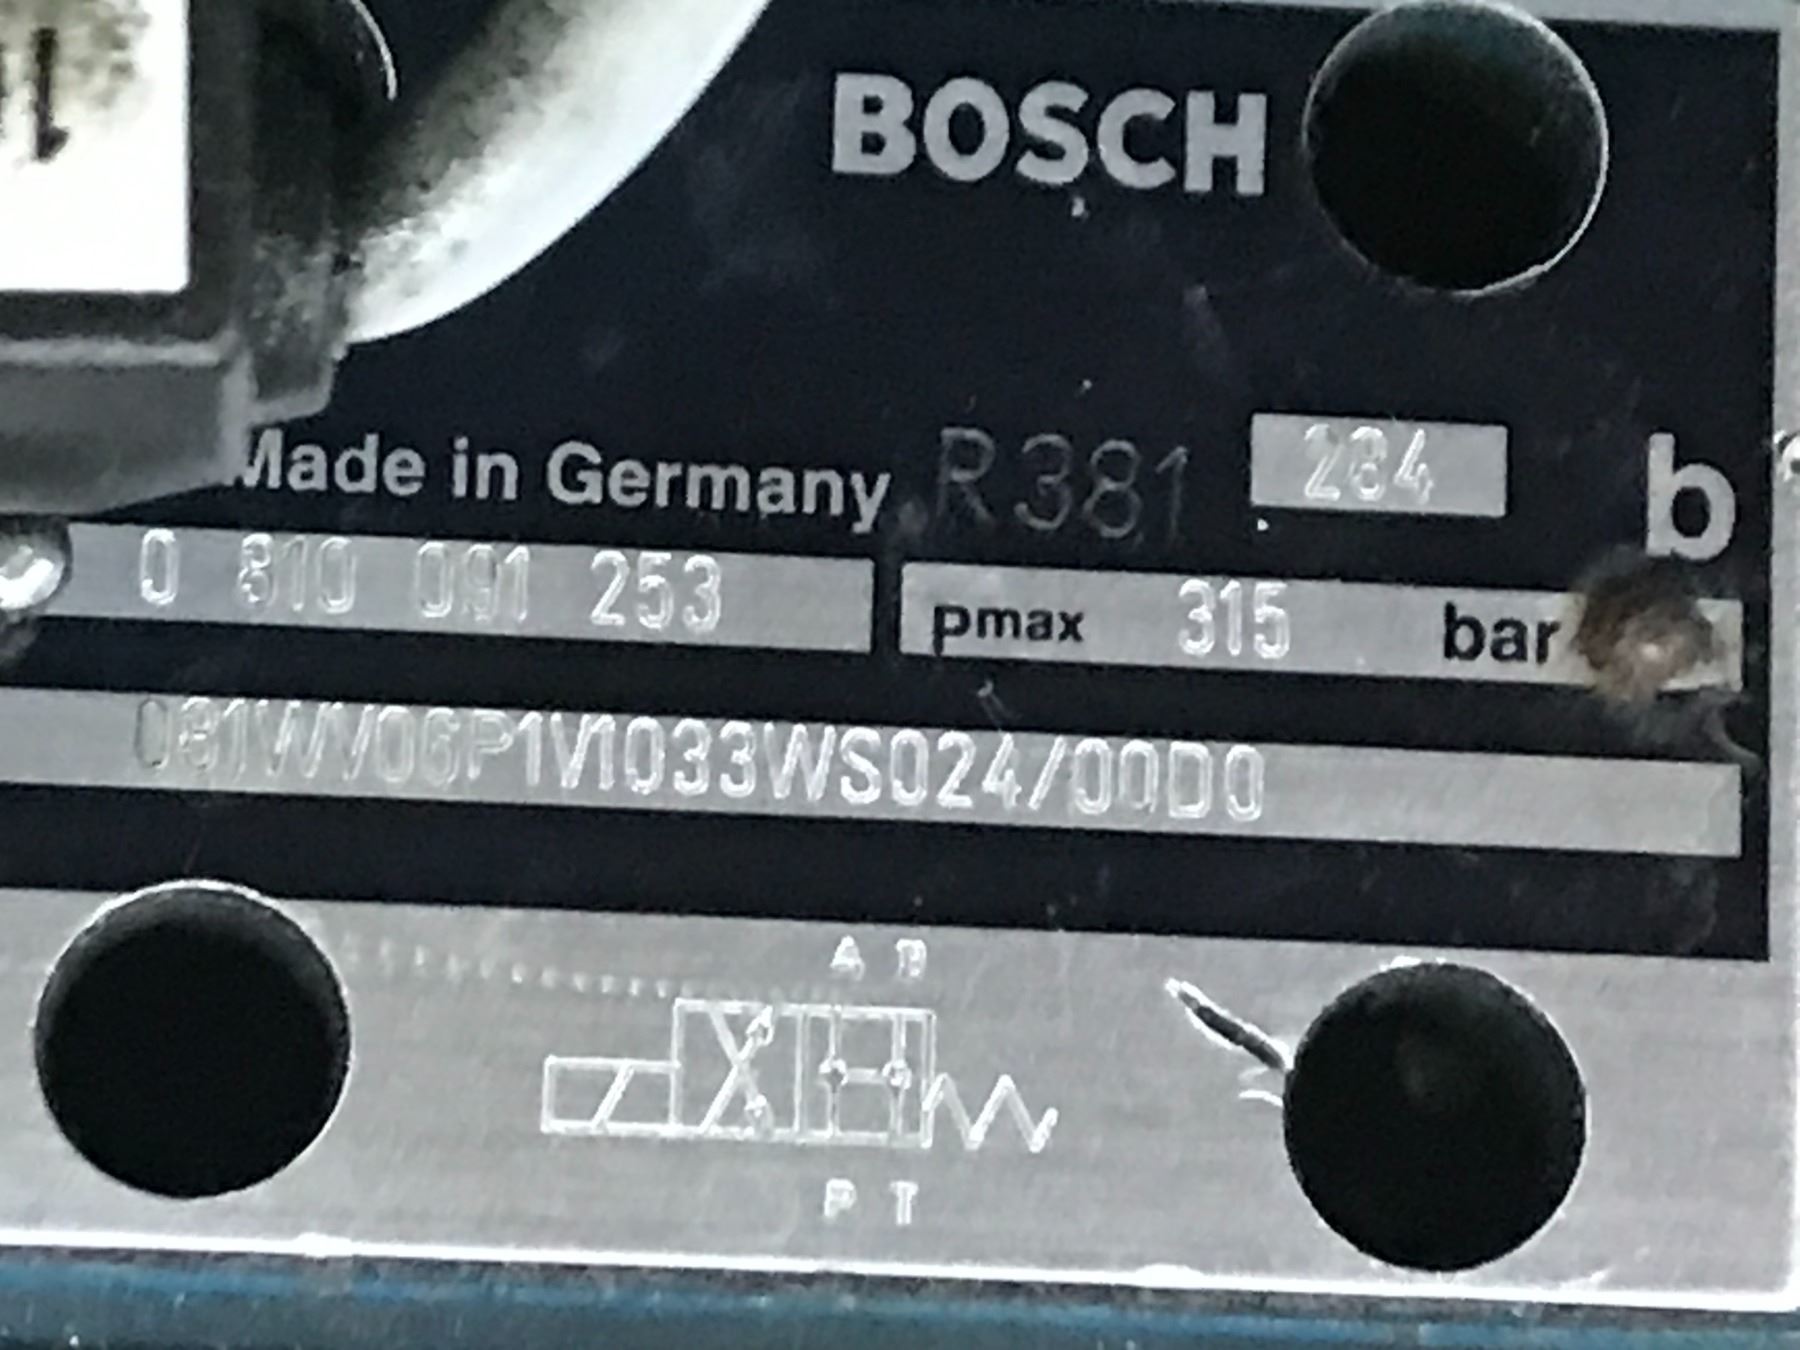 BOSCH
Made in Germany R381 284 b
0 810 091 253 pmax 315 bar
081WV06P1V1033WS024/00D0
A B
P T